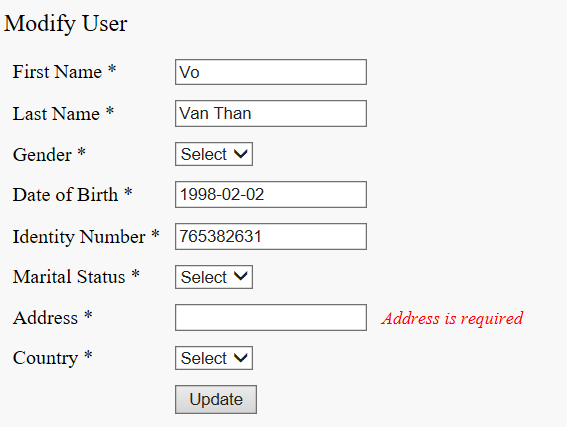 Modify User
First Name * Vo
Last Name * Van Than
Gender * Select
Date of Birth * 1998-02-02
Identity Number * 765382631
Marital Status * Select
Address * Address is required
Country * Select
Update